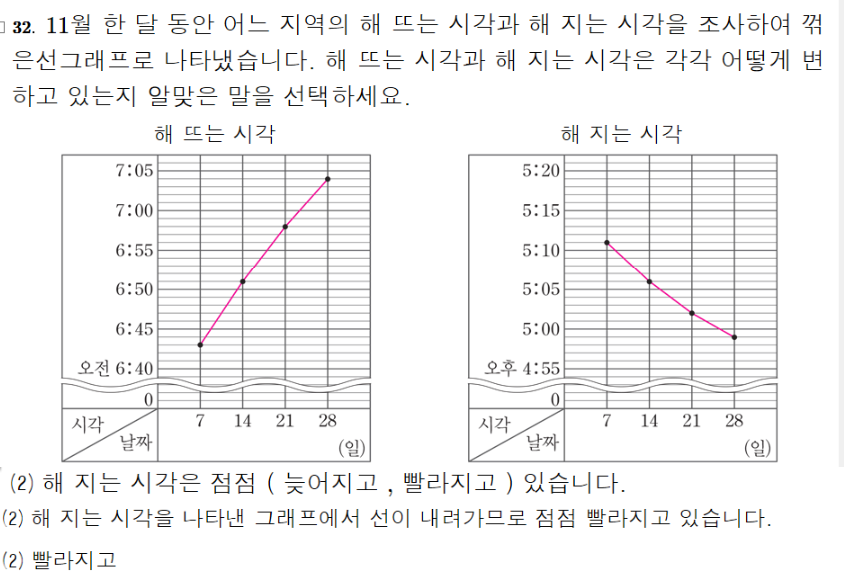 32. 11월 한 달 동안 어느 지역의 해 뜨는 시각과 해 지는 시각을 조사하여 꺾
은선그래프로 나타냈습니다. 해 뜨는 시각과 해 지는 시각은 각각 어떻게 변
하고 있는지 알맞은 말을 선택하세요.
해 뜨는 시각
7:05
7:00
6:55
6:50
6:45
오전 6:40
0
시각
날짜
7 14 21 28
(일)
해 지는 시각
5:20
5:15
5:10
5:05
5:00
오후 4:55
0
시각
날짜
7 14 21 28
(일)
(2) 해 지는 시각은 점점 ( 늦어지고 , 빨라지고 ) 있습니다.
(2) 해 지는 시각을 나타낸 그래프에서 선이 내려가므로 점점 빨라지고 있습니다.
(2) 빨라지고